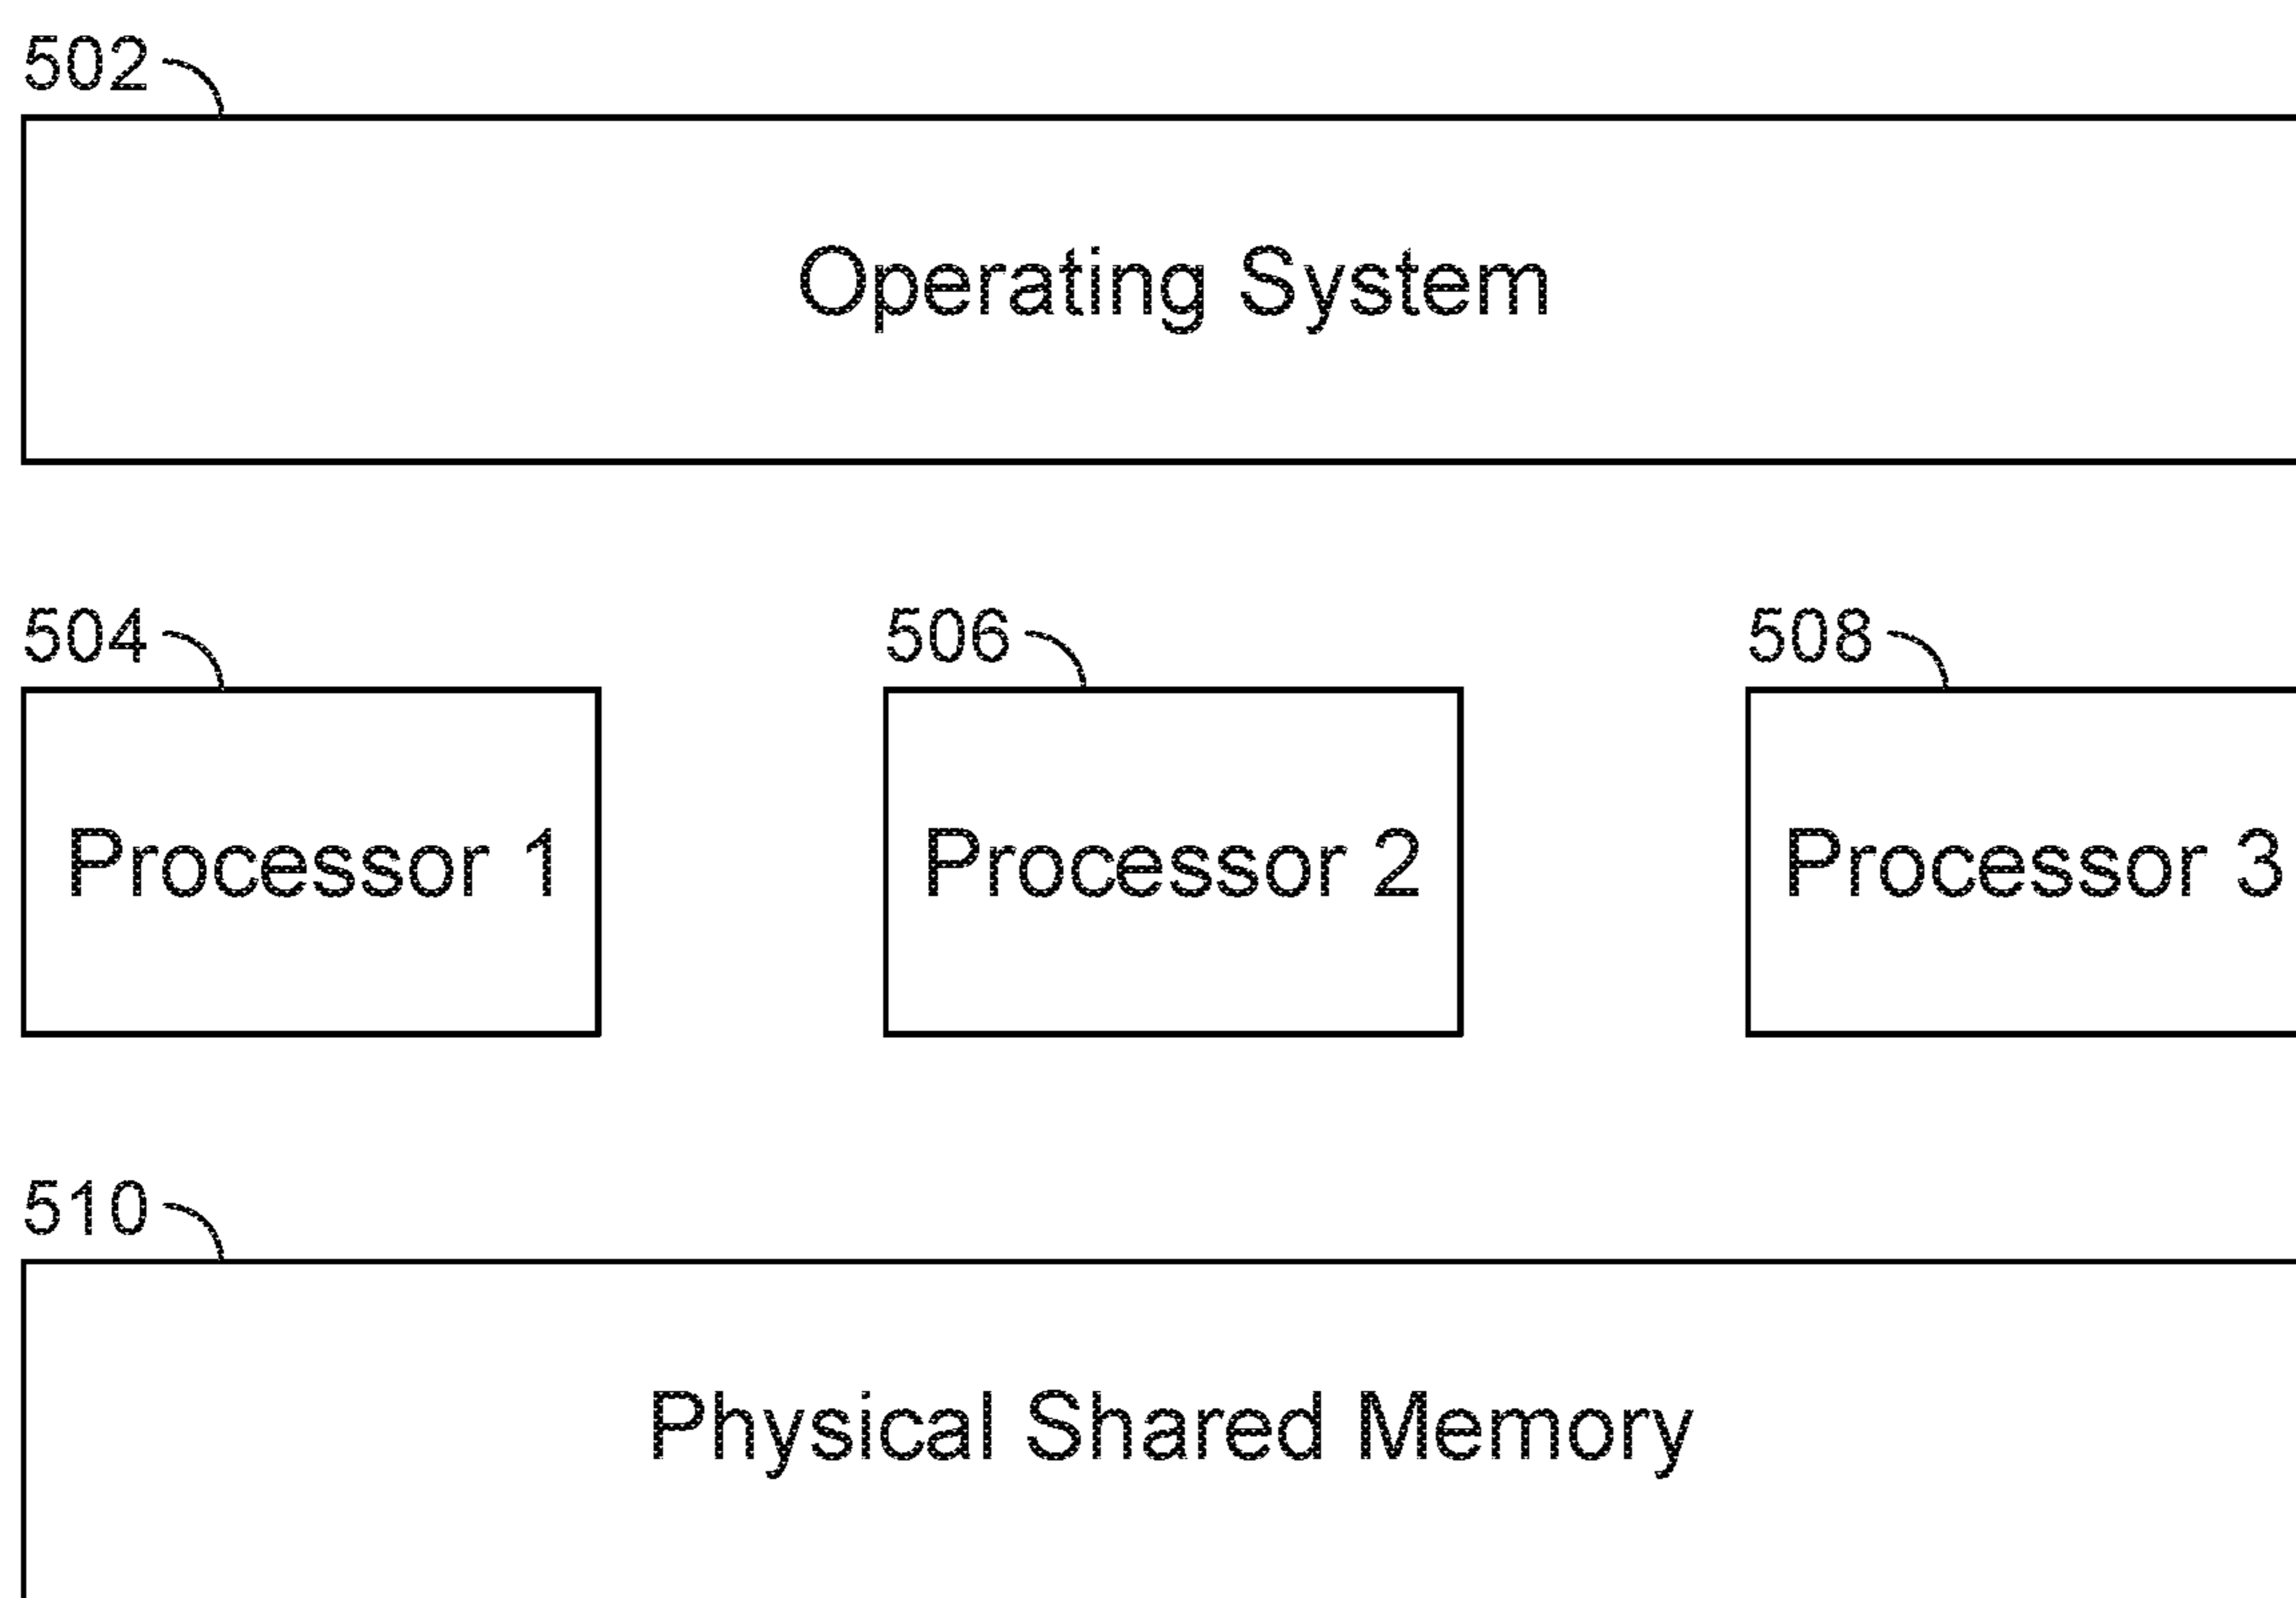 502
Operating System
504 506 508
Processor 1 Processor 2 Processor 3
510
Physical Shared Memory